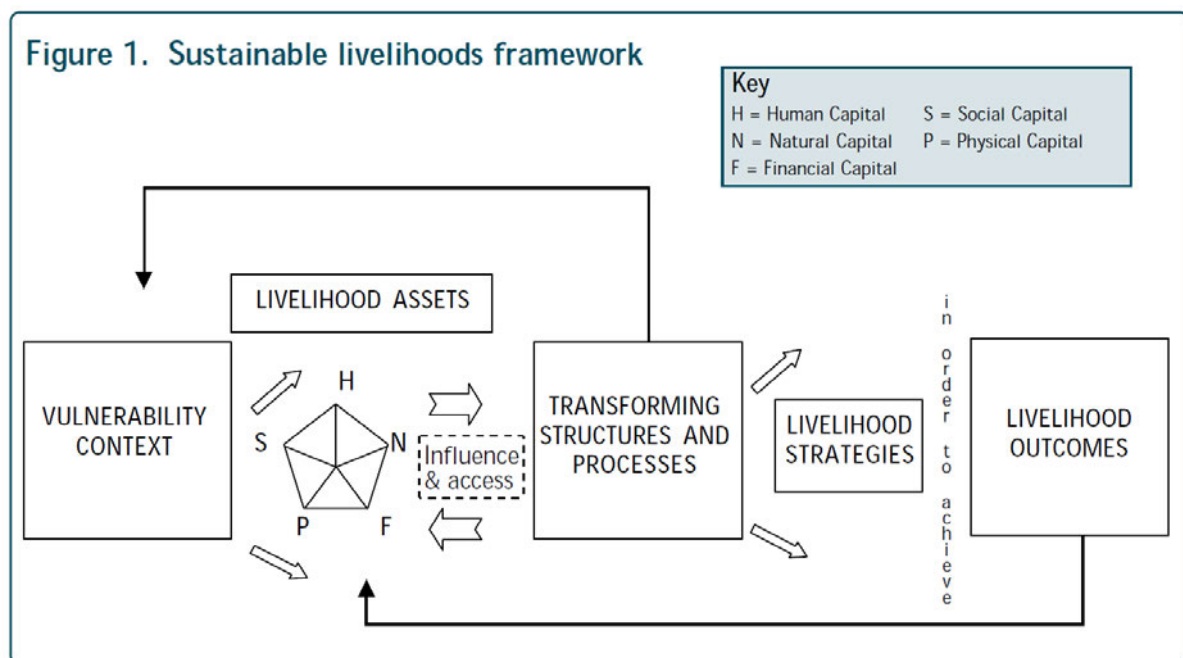 Figure 1. Sustainable livelihoods framework
Key
H = Human Capital
S = Social Capital
N = Natural Capital
P = Physical Capital
F = Financial Capital
LIVELIHOOD ASSETS
VULNERABILITY
CONTEXT
H
S
N
P
F
Influence
& access
TRANSFORMING
STRUCTURES AND
PROCESSES
LIVELIHOOD
STRATEGIES
in order to achieve
LIVELIHOOD
OUTCOMES